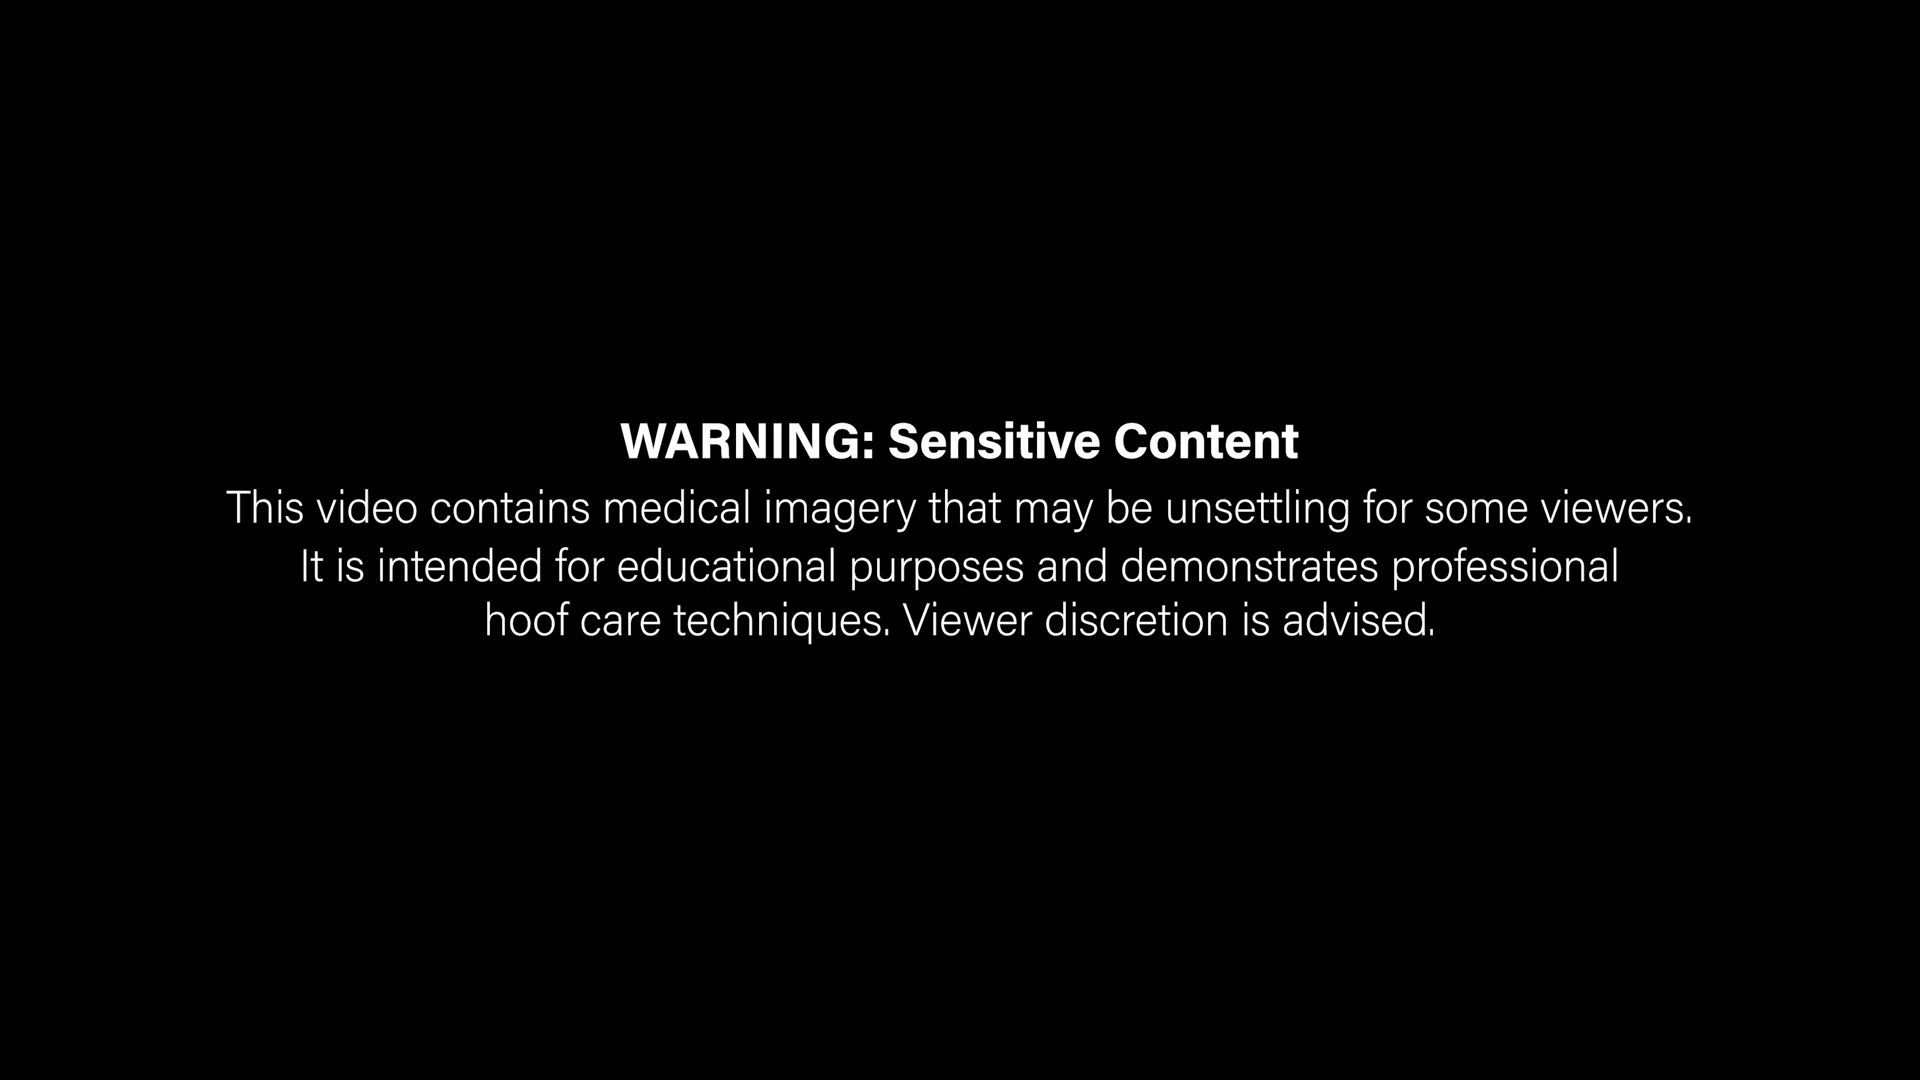 WARNING: Sensitive Content
This video contains medical imagery that may be unsettling for some viewers.
It is intended for educational purposes and demonstrates professional
hoof care techniques. Viewer discretion is advised.